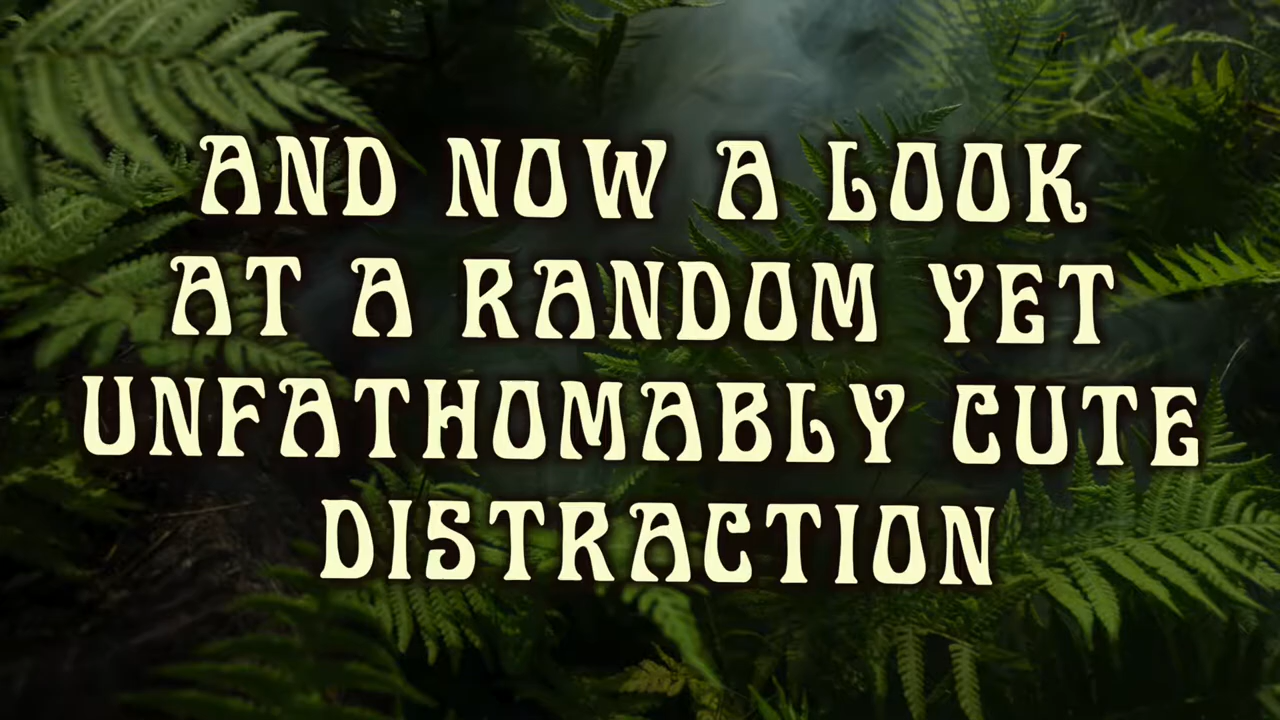 AND NOW A LOOK
AT A RANDOM YET
UNFATHOMABLY CUTE
DISTRACTION